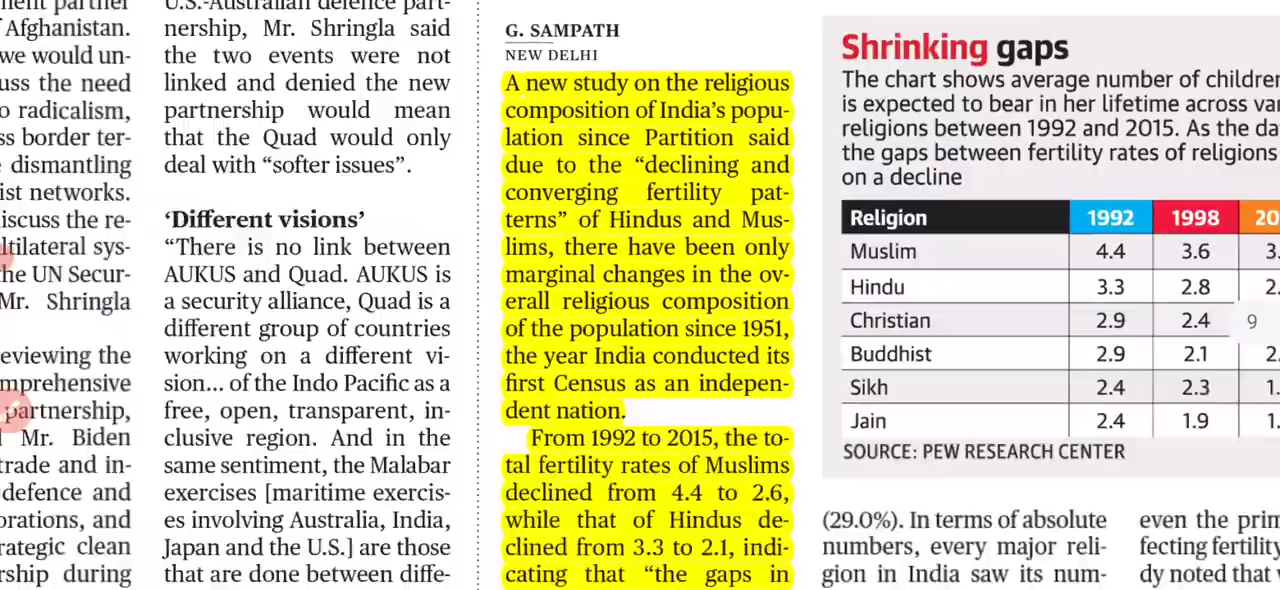 Afghanistan.
we would un-
uss the need
radicalism,
ss border ter-
dismantling
ist networks.
iscuss the re-
ltilateral sys-
he UN Secur-
Mr. Shringla
eviewing the
mprehensive
partnership,
Mr. Biden
trade and in-
defence and
orations, and
rategic clean
rship during
U.S.-Australian defence part-
nership, Mr. Shringla said
the two events were not
linked and denied the new
partnership would mean
that the Quad would only
deal with “softer issues”.
‘Different visions’
“There is no link between
AUKUS and Quad. AUKUS is
a security alliance, Quad is a
different group of countries
working on a different vi-
sion... of the Indo Pacific as a
free, open, transparent, in-
clusive region. And in the
same sentiment, the Malabar
exercises [maritime exercis-
es involving Australia, India,
Japan and the U.S.] are those
that are done between diffe-
G. SAMPATH
NEW DELHI
A new study on the religious
composition of India’s popu-
lation since Partition said
due to the “declining and
converging fertility pat-
terns” of Hindus and Mus-
lims, there have been only
marginal changes in the ov-
erall religious composition
of the population since 1951,
the year India conducted its
first Census as an indepen-
dent nation.
From 1992 to 2015, the to-
tal fertility rates of Muslims
declined from 4.4 to 2.6,
while that of Hindus de-
clined from 3.3 to 2.1, indi-
cating that “the gaps in
Shrinking gaps
The chart shows average number of children
is expected to bear in her lifetime across va
religions between 1992 and 2015. As the da
the gaps between fertility rates of religions
on a decline
Religion 1992 1998 20
Muslim 4.4 3.6 3.
Hindu 3.3 2.8 2.
Christian 2.9 2.4 9
Buddhist 2.9 2.1 2.
Sikh 2.4 2.3 1.
Jain 2.4 1.9 1.
SOURCE: PEW RESEARCH CENTER
(29.0%). In terms of absolute
numbers, every major reli-
gion in India saw its num-
even the prim
fecting fertility
dy noted that